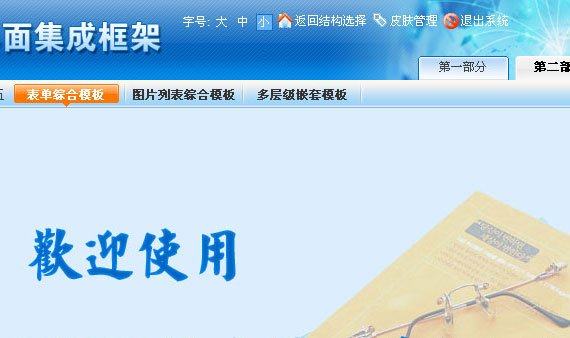 字号: 大 中 小 返回结构选择 皮肤管理 退出系统
面集成框架
第一部分 第二部
表单综合模板 图片列表综合模板 多层级嵌套模板
歡迎使用